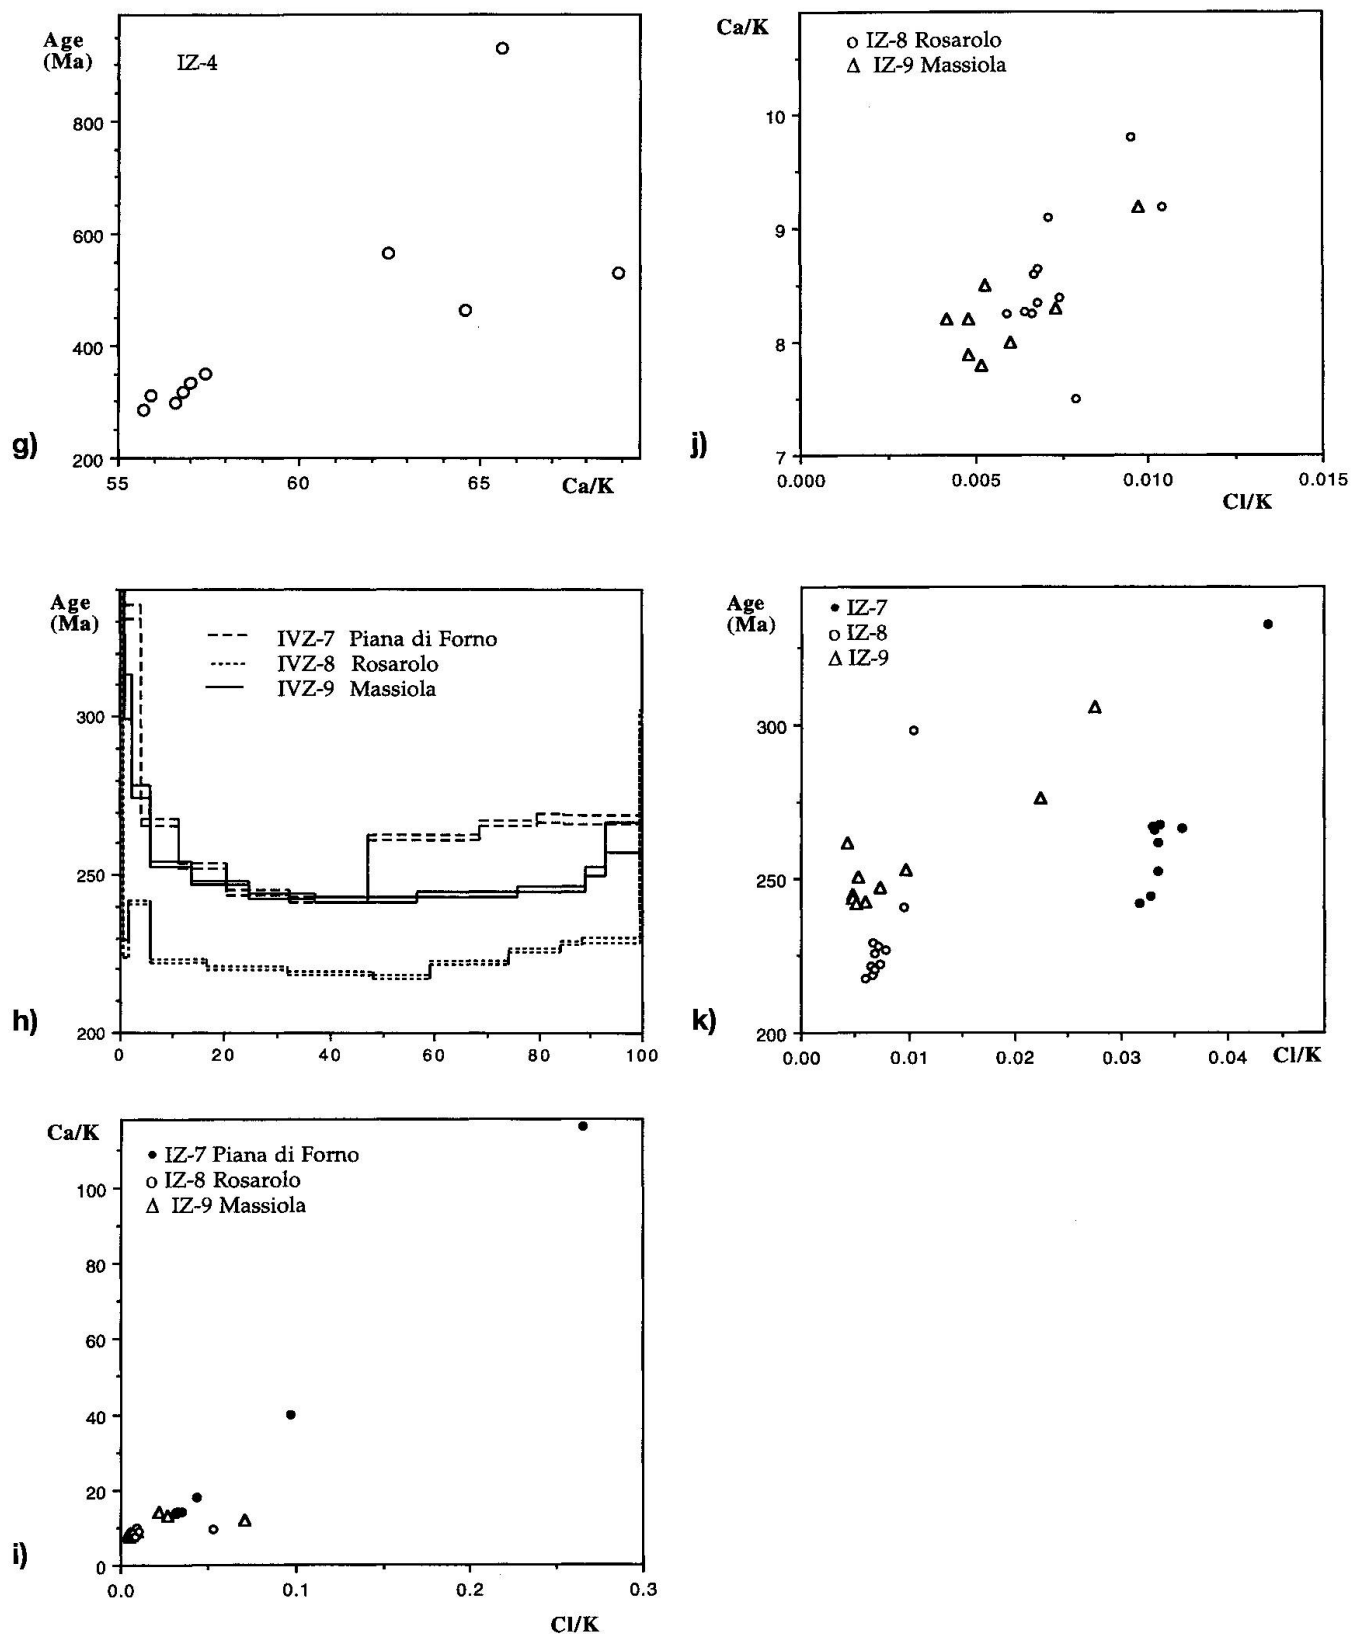 Age
(Ma)
IZ-4
800
600
400
200
55 60 65 Ca/K
g)
Ca/K
o IZ-8 Rosarolo
Δ IZ-9 Massiola
10
9
8
7
0.000 0.005 0.010 0.015
Cl/K
j)
Age
(Ma)
IVZ-7 Piana di Forno
IVZ-8 Rosarolo
IVZ-9 Massiola
300
250
200
0 20 40 60 80 100
h)
Age
(Ma)
• IZ-7
o IZ-8
Δ IZ-9
300
250
200
0.00 0.01 0.02 0.03 0.04 Cl/K
k)
Ca/K
• IZ-7 Piana di Forno
o IZ-8 Rosarolo
Δ IZ-9 Massiola
100
80
60
40
20
0
0.0 0.1 0.2 0.3
Cl/K
i)